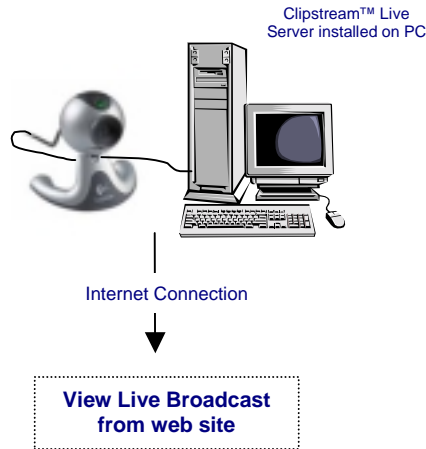 Clipstream™ Live
Server installed on PC
Internet Connection
View Live Broadcast
from web site